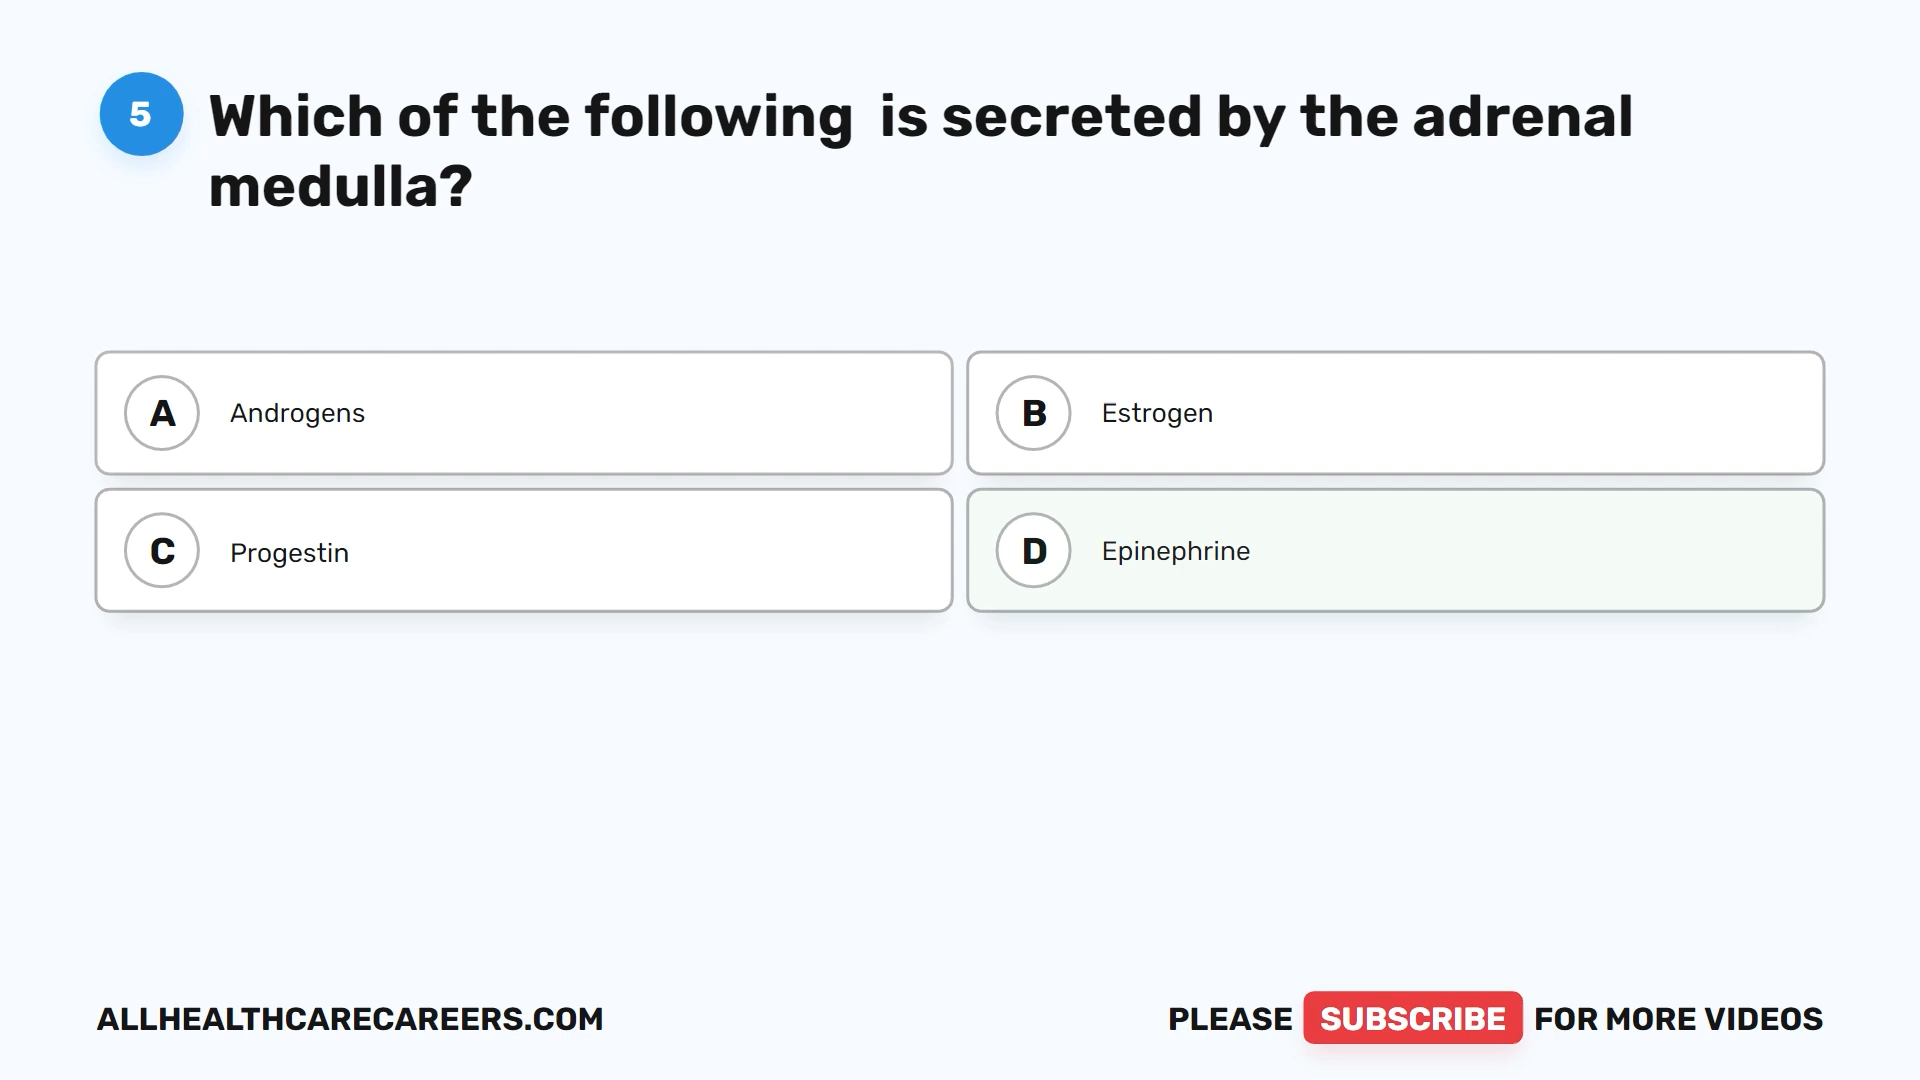 5
Which of the following  is secreted by the adrenal
medulla?
A Androgens
B Estrogen
C Progestin
D Epinephrine
ALLHEALTHCARECAREERS.COM
PLEASE SUBSCRIBE FOR MORE VIDEOS